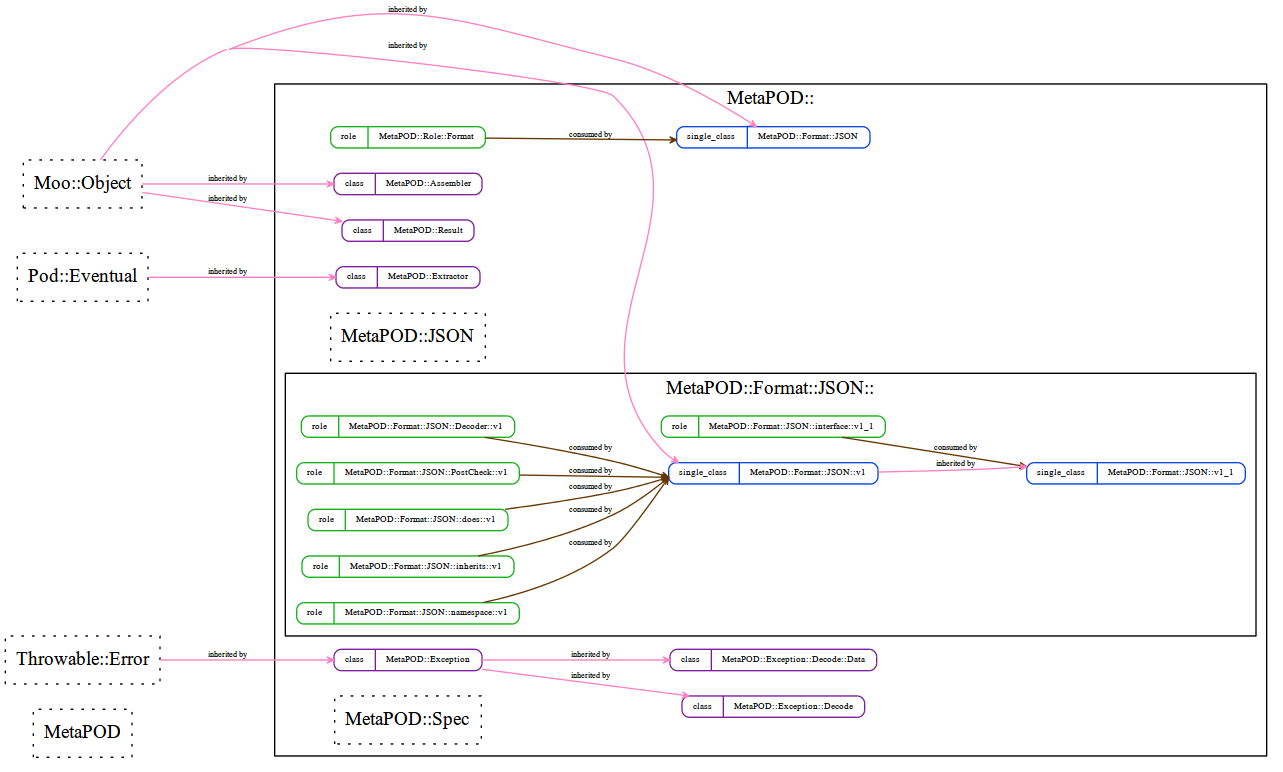 inherited by
inherited by
MetaPOD::
role MetaPOD::Role::Format
consumed by
single_class MetaPOD::Format::JSON
Moo::Object
inherited by
class MetaPOD::Assembler
inherited by
class MetaPOD::Result
Pod::Eventual
inherited by
class MetaPOD::Extractor
MetaPOD::JSON
MetaPOD::Format::JSON::
role MetaPOD::Format::JSON::Decoder::v1
role MetaPOD::Format::JSON::interface::v1_1
consumed by
consumed by
role MetaPOD::Format::JSON::PostCheck::v1
consumed by
single_class MetaPOD::Format::JSON::v1
inherited by
single_class MetaPOD::Format::JSON::v1_1
consumed by
role MetaPOD::Format::JSON::does::v1
consumed by
role MetaPOD::Format::JSON::inherits::v1
consumed by
role MetaPOD::Format::JSON::namespace::v1
Throwable::Error
inherited by
class MetaPOD::Exception
inherited by
class MetaPOD::Exception::Decode::Data
inherited by
class MetaPOD::Exception::Decode
MetaPOD::Spec
MetaPOD